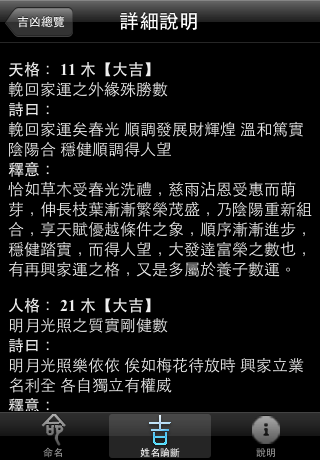 吉凶總覽
詳細說明
天格： 11 木【大吉】
輓回家運之外緣殊勝數
詩曰：
輓回家運矣春光 順調發展財輝煌 溫和篤實
陰陽合 穩健順調得人望
釋意：
恰如草木受春光洗禮，慈雨沾恩受惠而萌
芽，伸長枝葉漸漸繁榮茂盛，乃陰陽重新組
合，享天賦優越條件之象，順序漸漸進步，
穩健踏實，而得人望，大發達富榮之數也，
有再興家運之格，又是多屬於養子數運。
人格： 21 木【大吉】
明月光照之質實剛健數
詩曰：
明月光照樂依依 俟如梅花待放時 興家立業
名利全 各自獨立有權威
釋意：
命
吉
i
命名
姓名論斷
說明